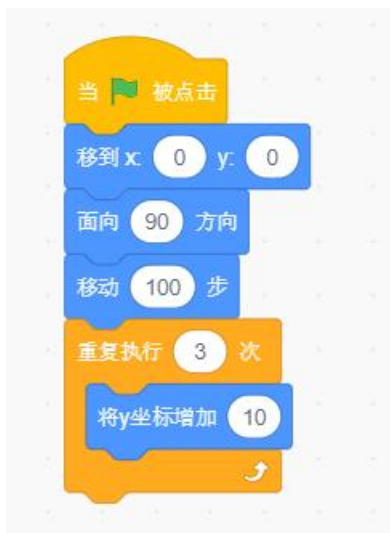 当 被点击
移到 x: 0 y: 0
面向 90 方向
移动 100 步
重复执行 3 次
将y坐标增加 10